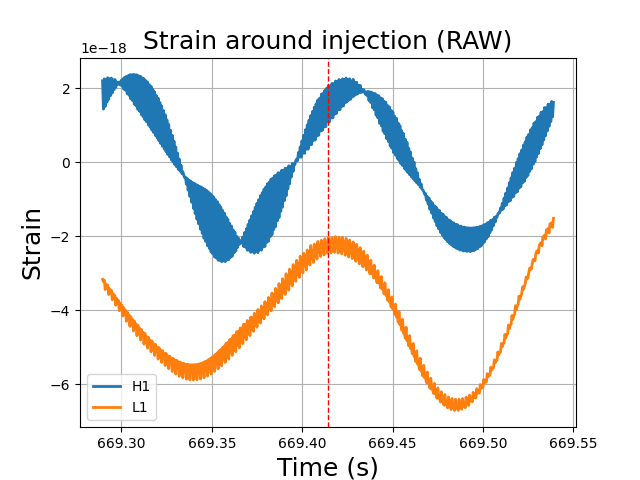 Strain around injection (RAW)
1e−18
2
0
−2
−4
−6
Strain
H1
L1
669.30 669.35 669.40 669.45 669.50 669.55
Time (s)